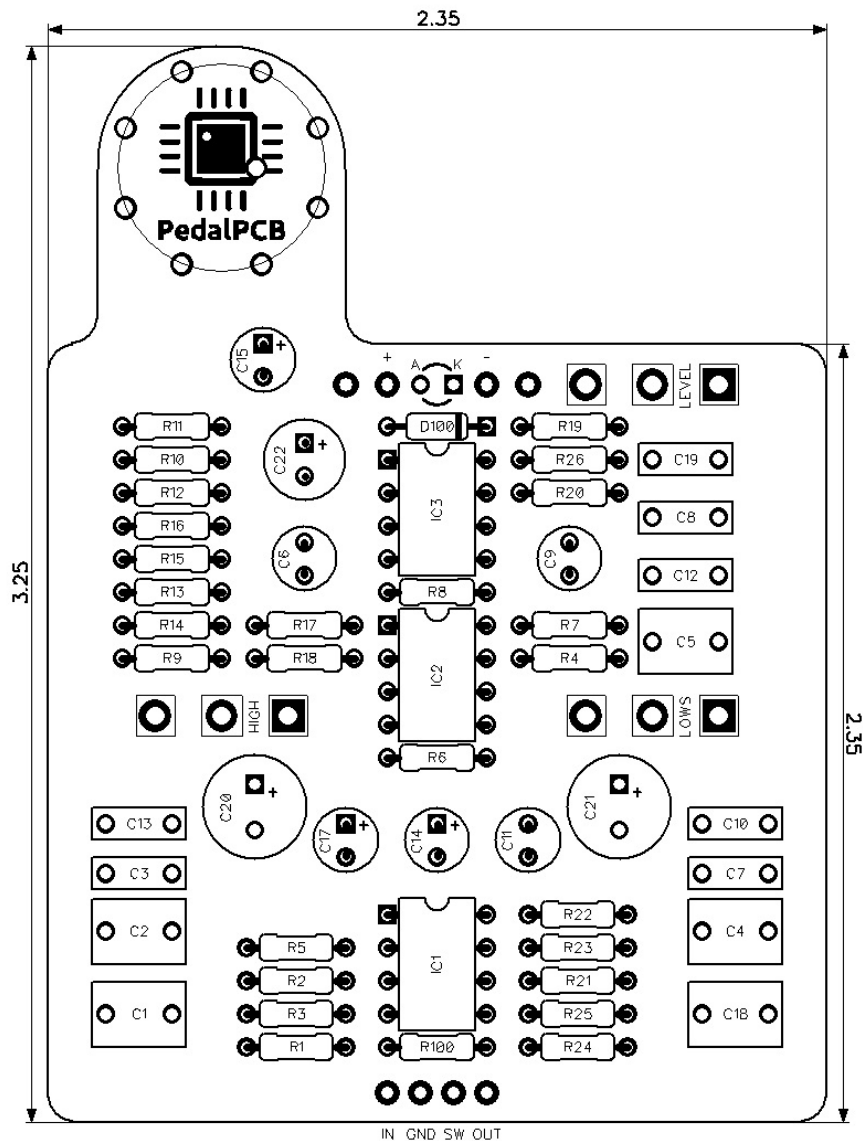 2.35
3.25
PedalPCB
C15 +
+ A K -
LEVEL
R11
D100
R19
R10
C22 +
R26
C19
R12
IC3
R20
R16
C8
R15
C6
C9
R13
R8
C12
R14
R17
R7
C5
R9
R18
IC2
R4
HIGH
LOWS
2.35
R6
C20 +
C21 +
C13
C17 +
C14 +
C11
C10
C3
C7
C2
R22
C4
R5
R23
R2
IC1
R21
C1
R3
R25
C18
R1
R100
R24
IN GND SW OUT